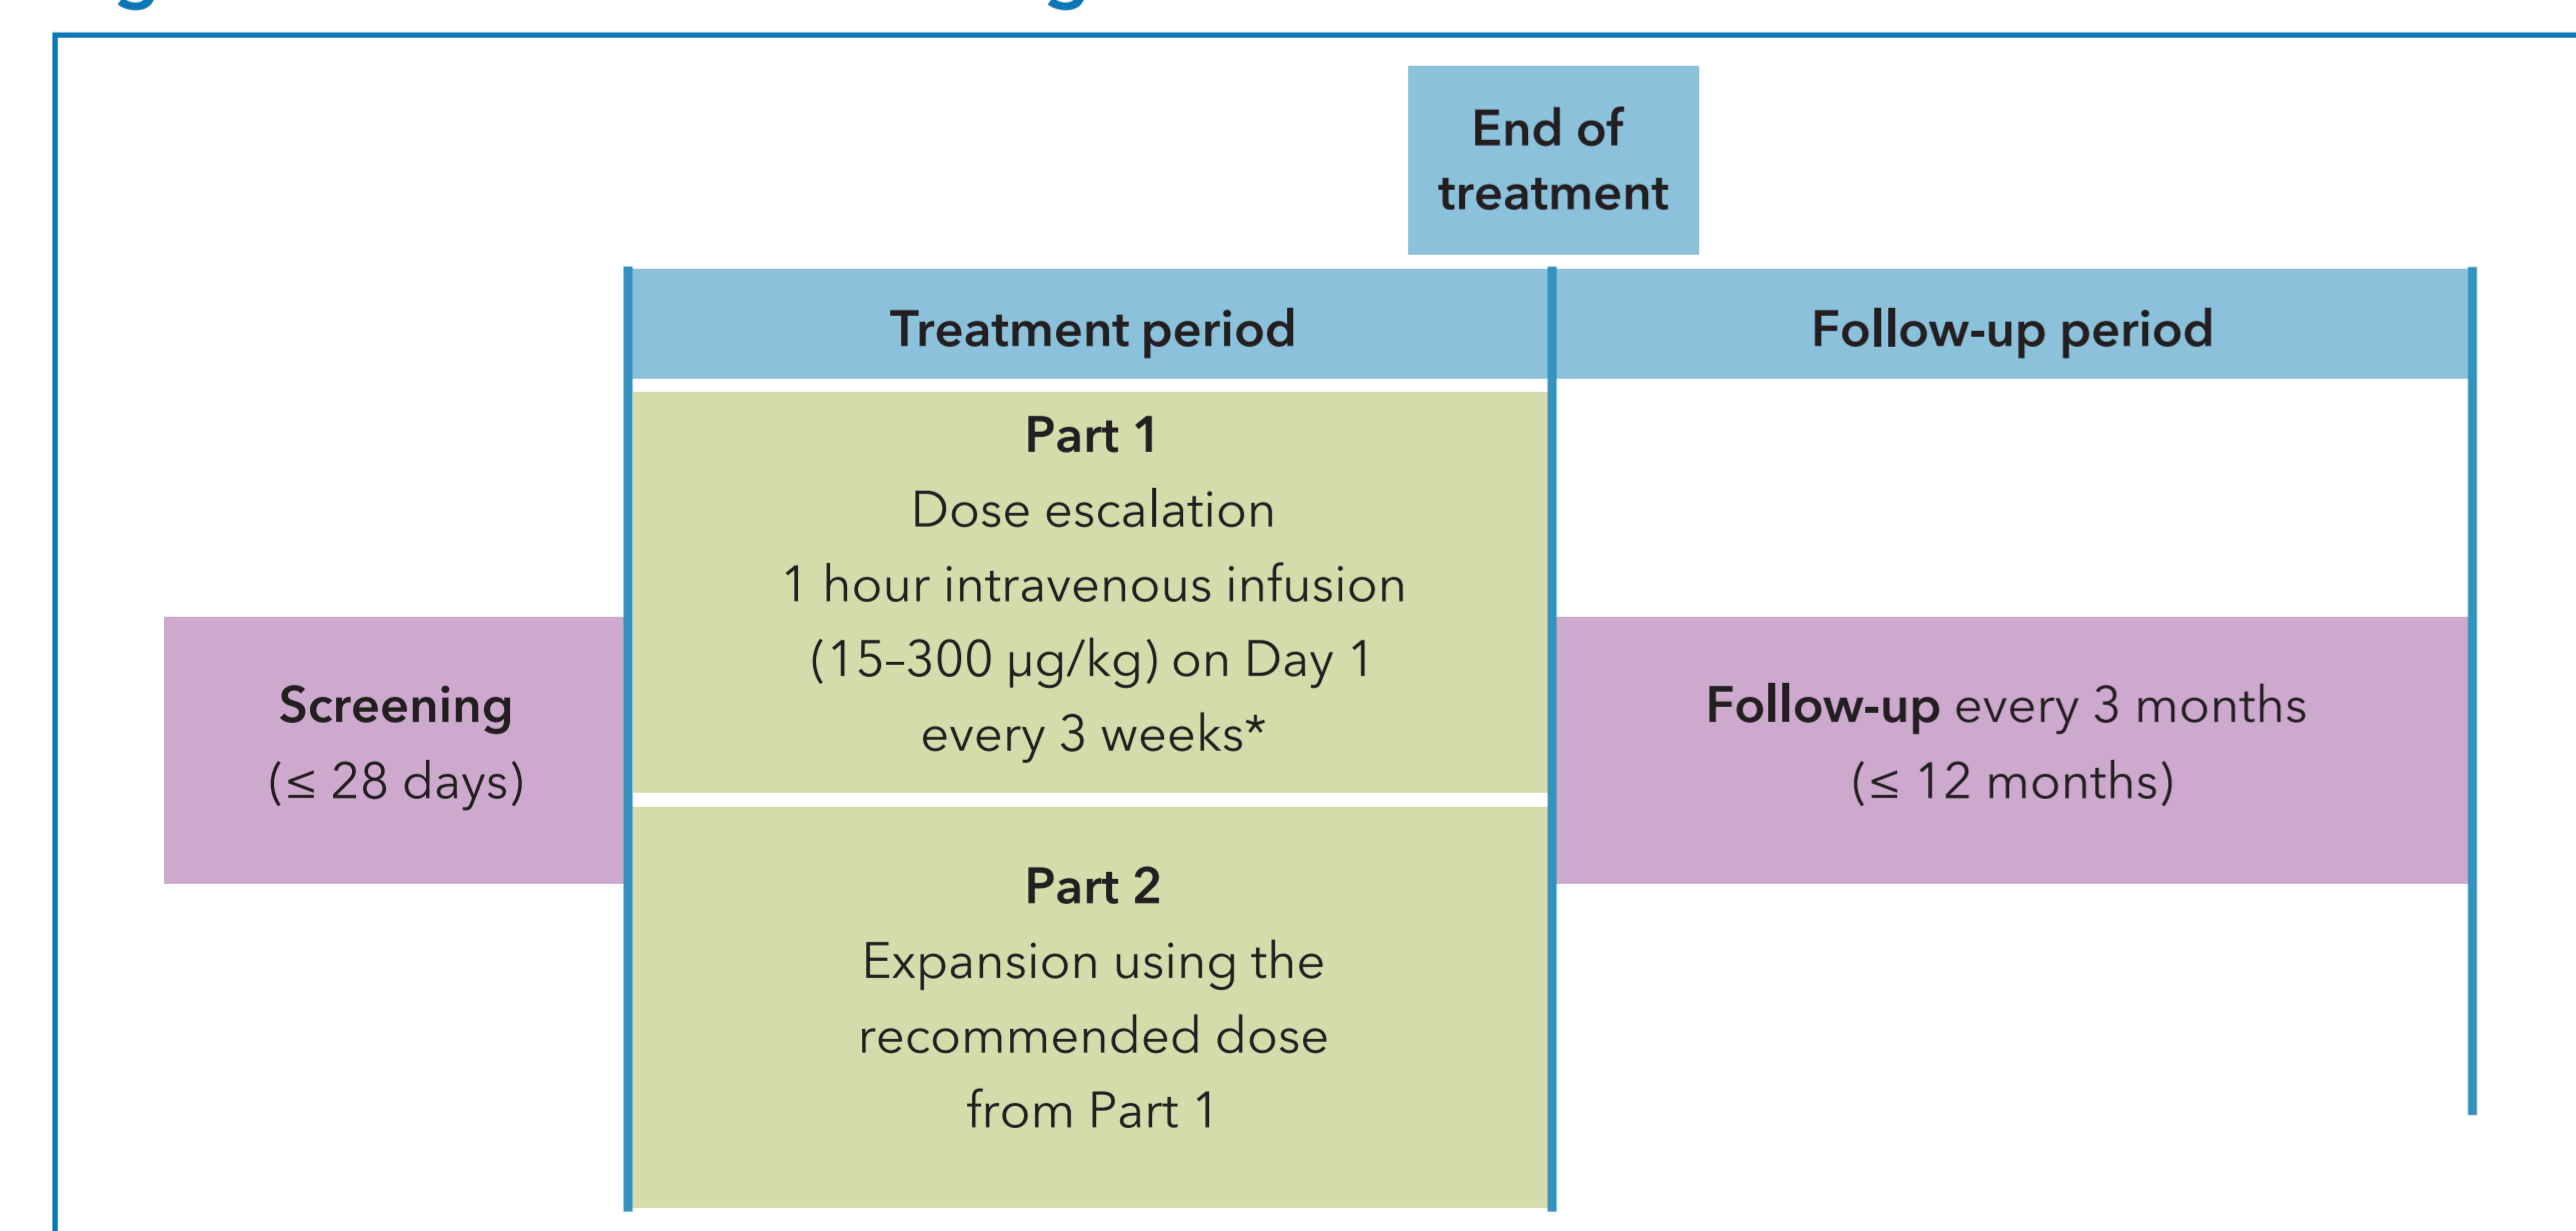 End of
treatment
Treatment period
Follow-up period
Part 1
Dose escalation
1 hour intravenous infusion
(15–300 µg/kg) on Day 1
every 3 weeks*
Screening
(≤ 28 days)
Follow-up every 3 months
(≤ 12 months)
Part 2
Expansion using the
recommended dose
from Part 1